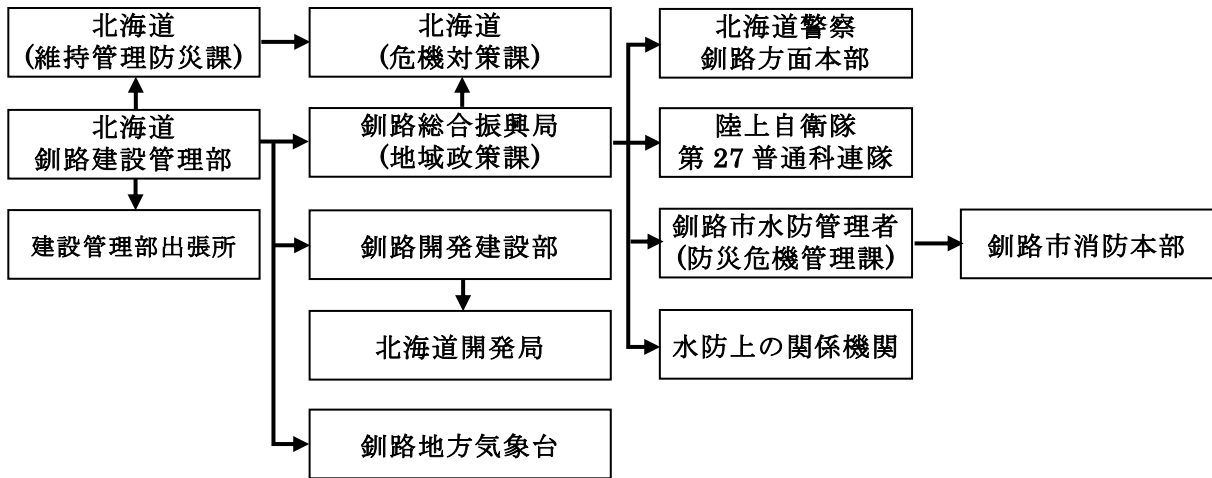 北海道
(維持管理防災課)
北海道
(危機対策課)
北海道警察
釧路方面本部
北海道
釧路建設管理部
釧路総合振興局
(地域政策課)
陸上自衛隊
第 27 普通科連隊
建設管理部出張所
釧路開発建設部
釧路市水防管理者
(防災危機管理課)
釧路市消防本部
北海道開発局
水防上の関係機関
釧路地方気象台